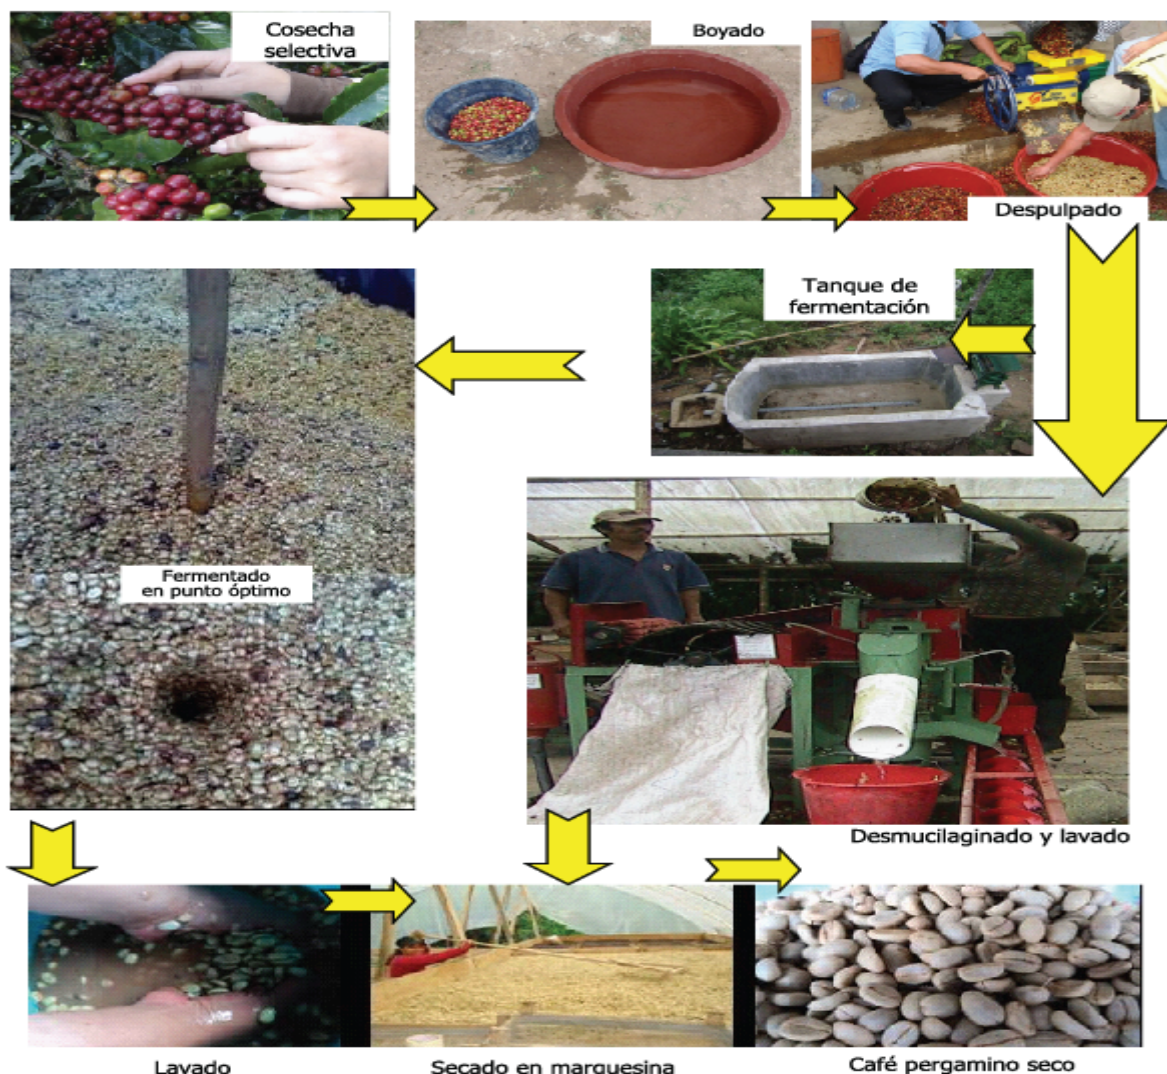 Cosecha
selectiva
Boyado
Despulpado
Tanque de
fermentación
Fermentado
en punto óptimo
Desmucilaginado y lavado
Lavado
Secado en marquesina
Café pergamino seco